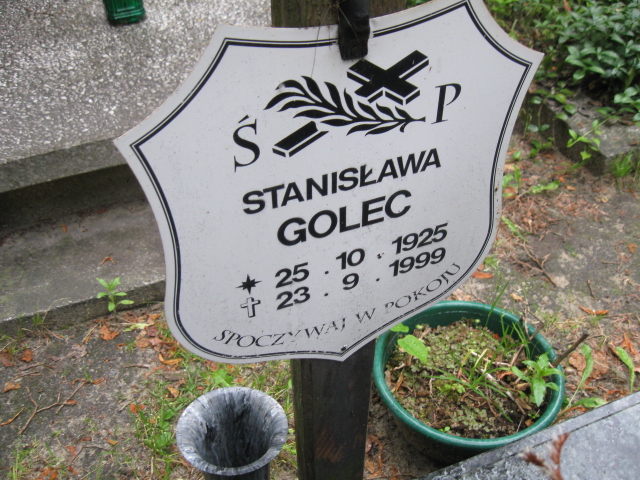 Ś P
STANISŁAWA
GOLEC
25 . 10 . 1925
23 . 9 . 1999
SPOCZYWAJ W POKOJU